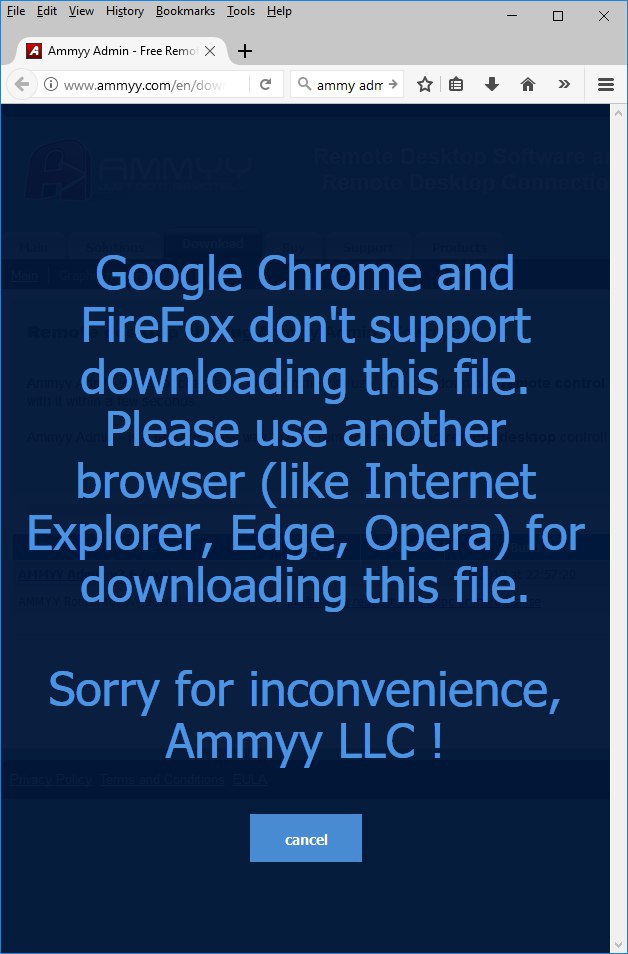 File Edit View History Bookmarks Tools Help
Ammyy Admin - Free Remo
www.ammyy.com/en/dow
ammy adm
AMMYY
Remote Desktop Software a
Remote Desktop Connectio
Main Solutions Download Buy Support Products
Main
Google Chrome and
FireFox don't support
downloading this file.
Please use another
browser (like Internet
Explorer, Edge, Opera) for
downloading this file.
Sorry for inconvenience,
Ammyy LLC !
Privacy Policy Terms and Conditions EULA
cancel